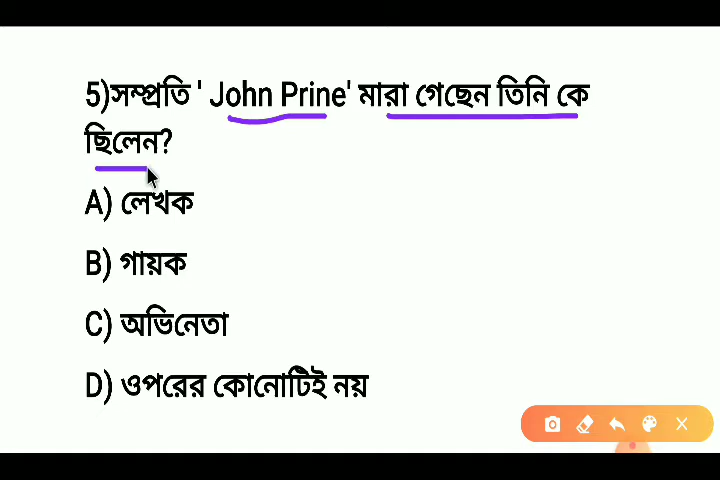 5)সম্প্রতি ' John Prine' মারা গেছেন তিনি কে
ছিলেন?
A) লেখক
B) গায়ক
C) অভিনেতা
D) ওপরের কোনোটিই নয়